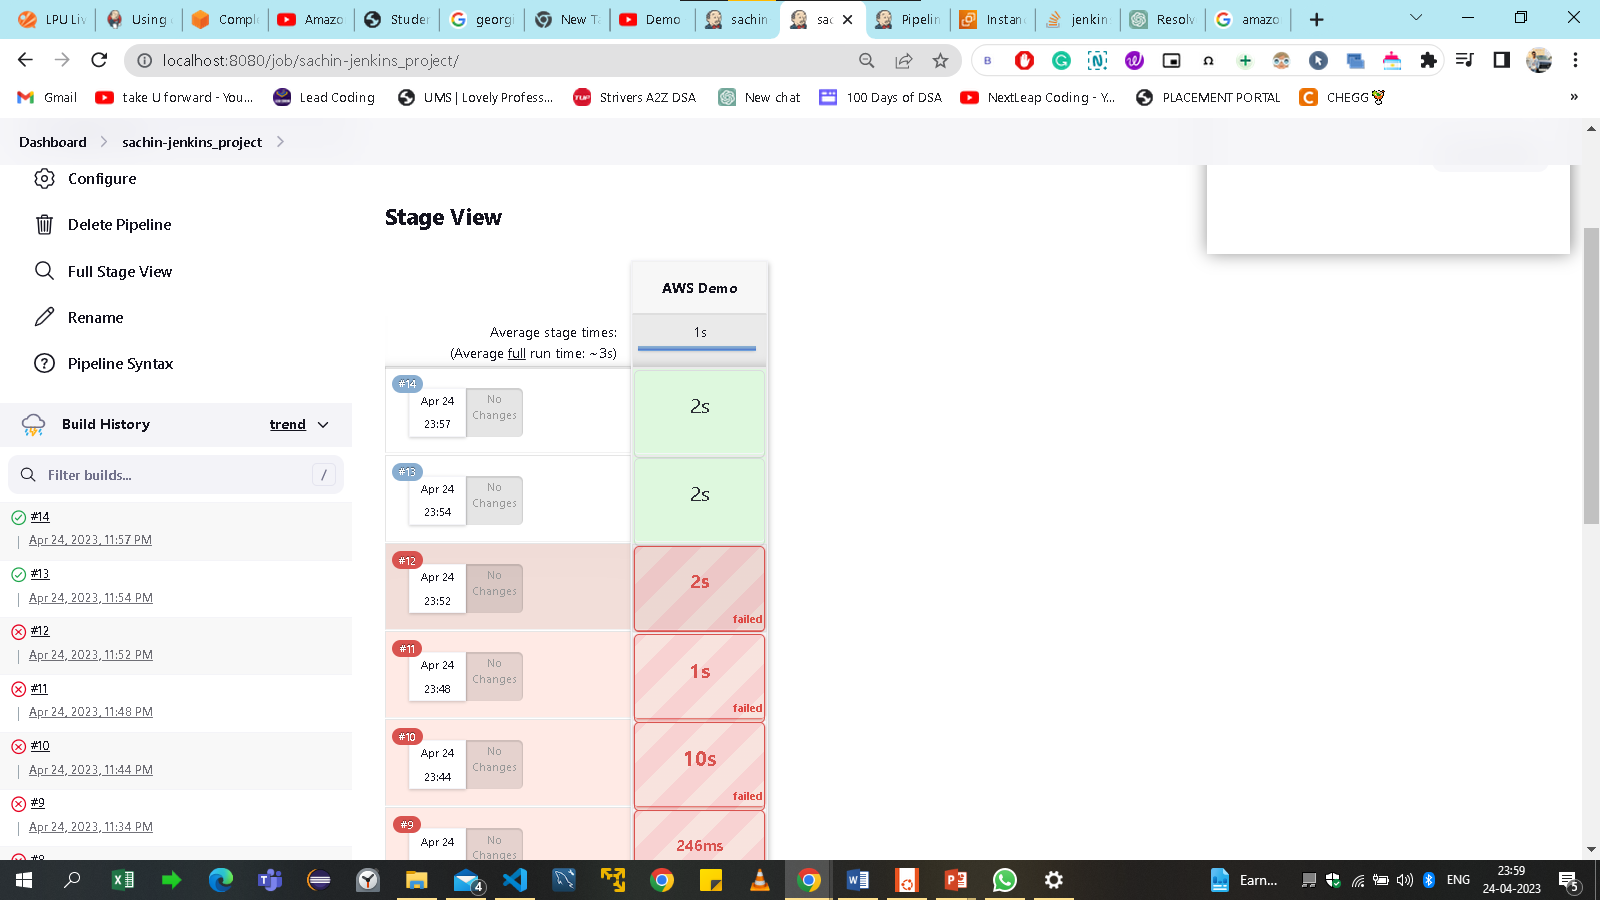 LPU Liv
Using
Compl
Amazo
Studen
georgi
New T
Demo
sachin
sac
Pipelin
Instan
jenkin
Resolv
amazo
localhost:8080/job/sachin-jenkins_project/
Gmail
take U forward - You...
Lead Coding
UMS | Lovely Profess...
Strivers A2Z DSA
New chat
100 Days of DSA
NextLeap Coding - Y...
PLACEMENT PORTAL
CHEGG
»
Dashboard
sachin-jenkins_project
Configure
Delete Pipeline
Full Stage View
Rename
Pipeline Syntax
Build History
trend
Filter builds...
/
#14
Apr 24, 2023, 11:57 PM
#13
Apr 24, 2023, 11:54 PM
#12
Apr 24, 2023, 11:52 PM
#11
Apr 24, 2023, 11:48 PM
#10
Apr 24, 2023, 11:44 PM
#9
Apr 24, 2023, 11:34 PM
#8
Stage View
AWS Demo
Average stage times:
(Average full run time: ~3s)
1s
#14
Apr 24
23:57
No
Changes
2s
#13
Apr 24
23:54
No
Changes
2s
#12
Apr 24
23:52
No
Changes
2s
failed
#11
Apr 24
23:48
No
Changes
1s
failed
#10
Apr 24
23:44
No
Changes
10s
failed
#9
Apr 24
No
Changes
246ms
4
Earn...
ENG
23:59
24-04-2023
5